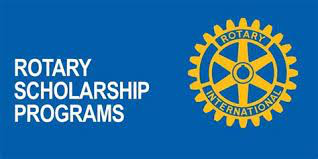 ROTARY
SCHOLARSHIP
PROGRAMS
ROTARY
INTERNATIONAL